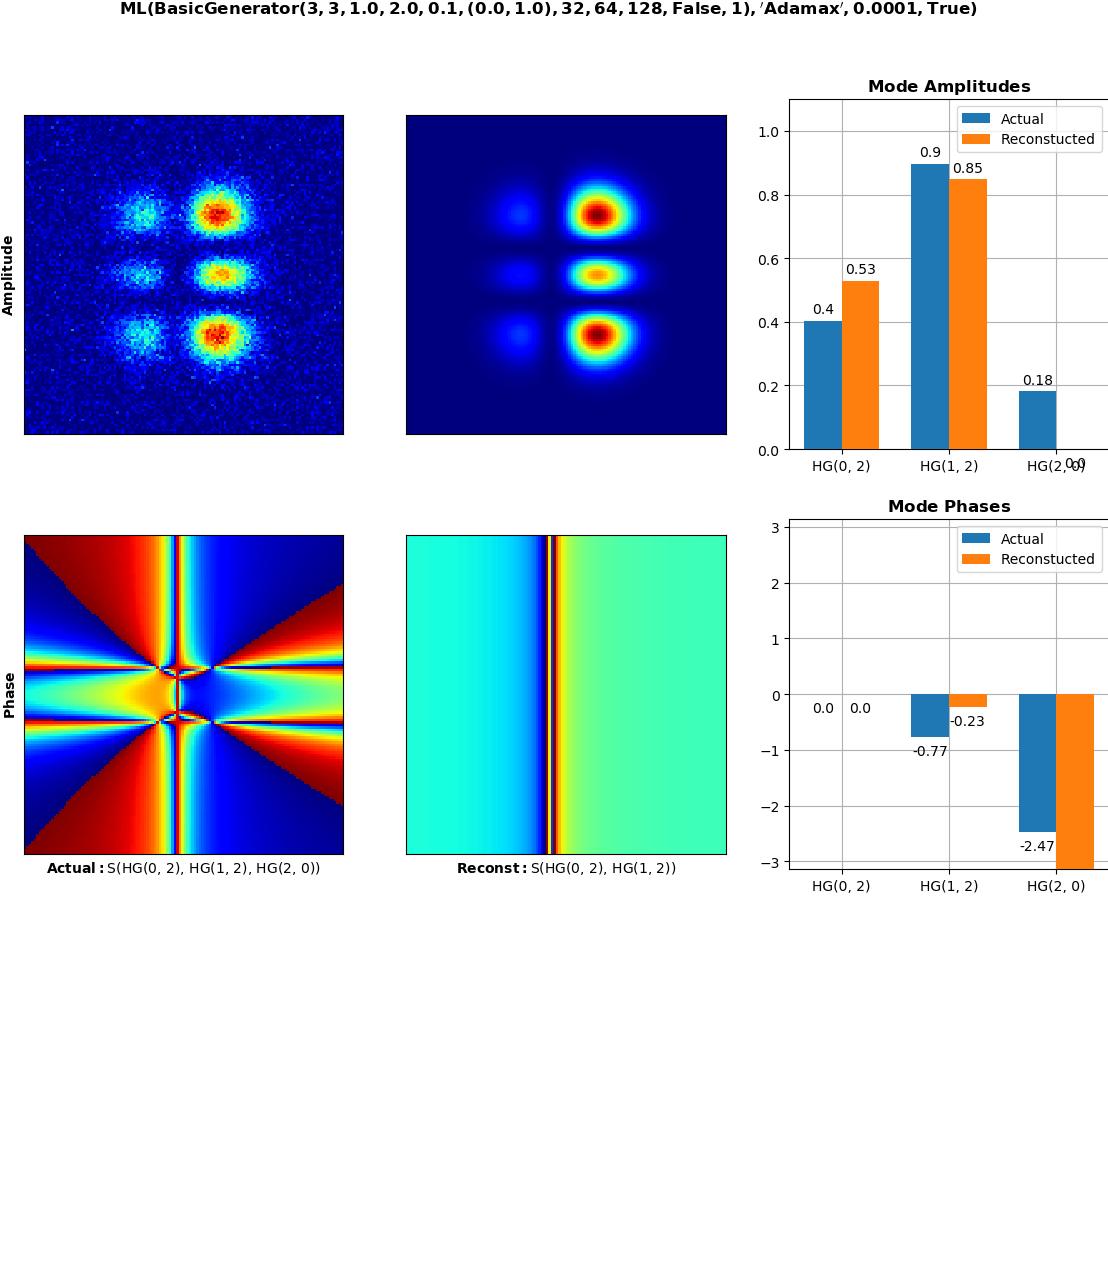 ML(BasicGenerator(3, 3, 1.0, 2.0, 0.1, (0.0, 1.0), 32, 64, 128, False, 1), 'Adamax', 0.0001, True)
Amplitude
Mode Amplitudes
Actual
Reconstucted
1.0
0.8
0.6
0.4
0.2
0.0
0.4
0.53
0.9
0.85
0.18
0.0
HG(0, 2)
HG(1, 2)
HG(2, 0)
Phase
Actual: S(HG(0, 2), HG(1, 2), HG(2, 0))
Reconst: S(HG(0, 2), HG(1, 2))
Mode Phases
Actual
Reconstucted
3
2
1
0
−1
−2
−3
0.0
0.0
-0.77
-0.23
-2.47
HG(0, 2)
HG(1, 2)
HG(2, 0)